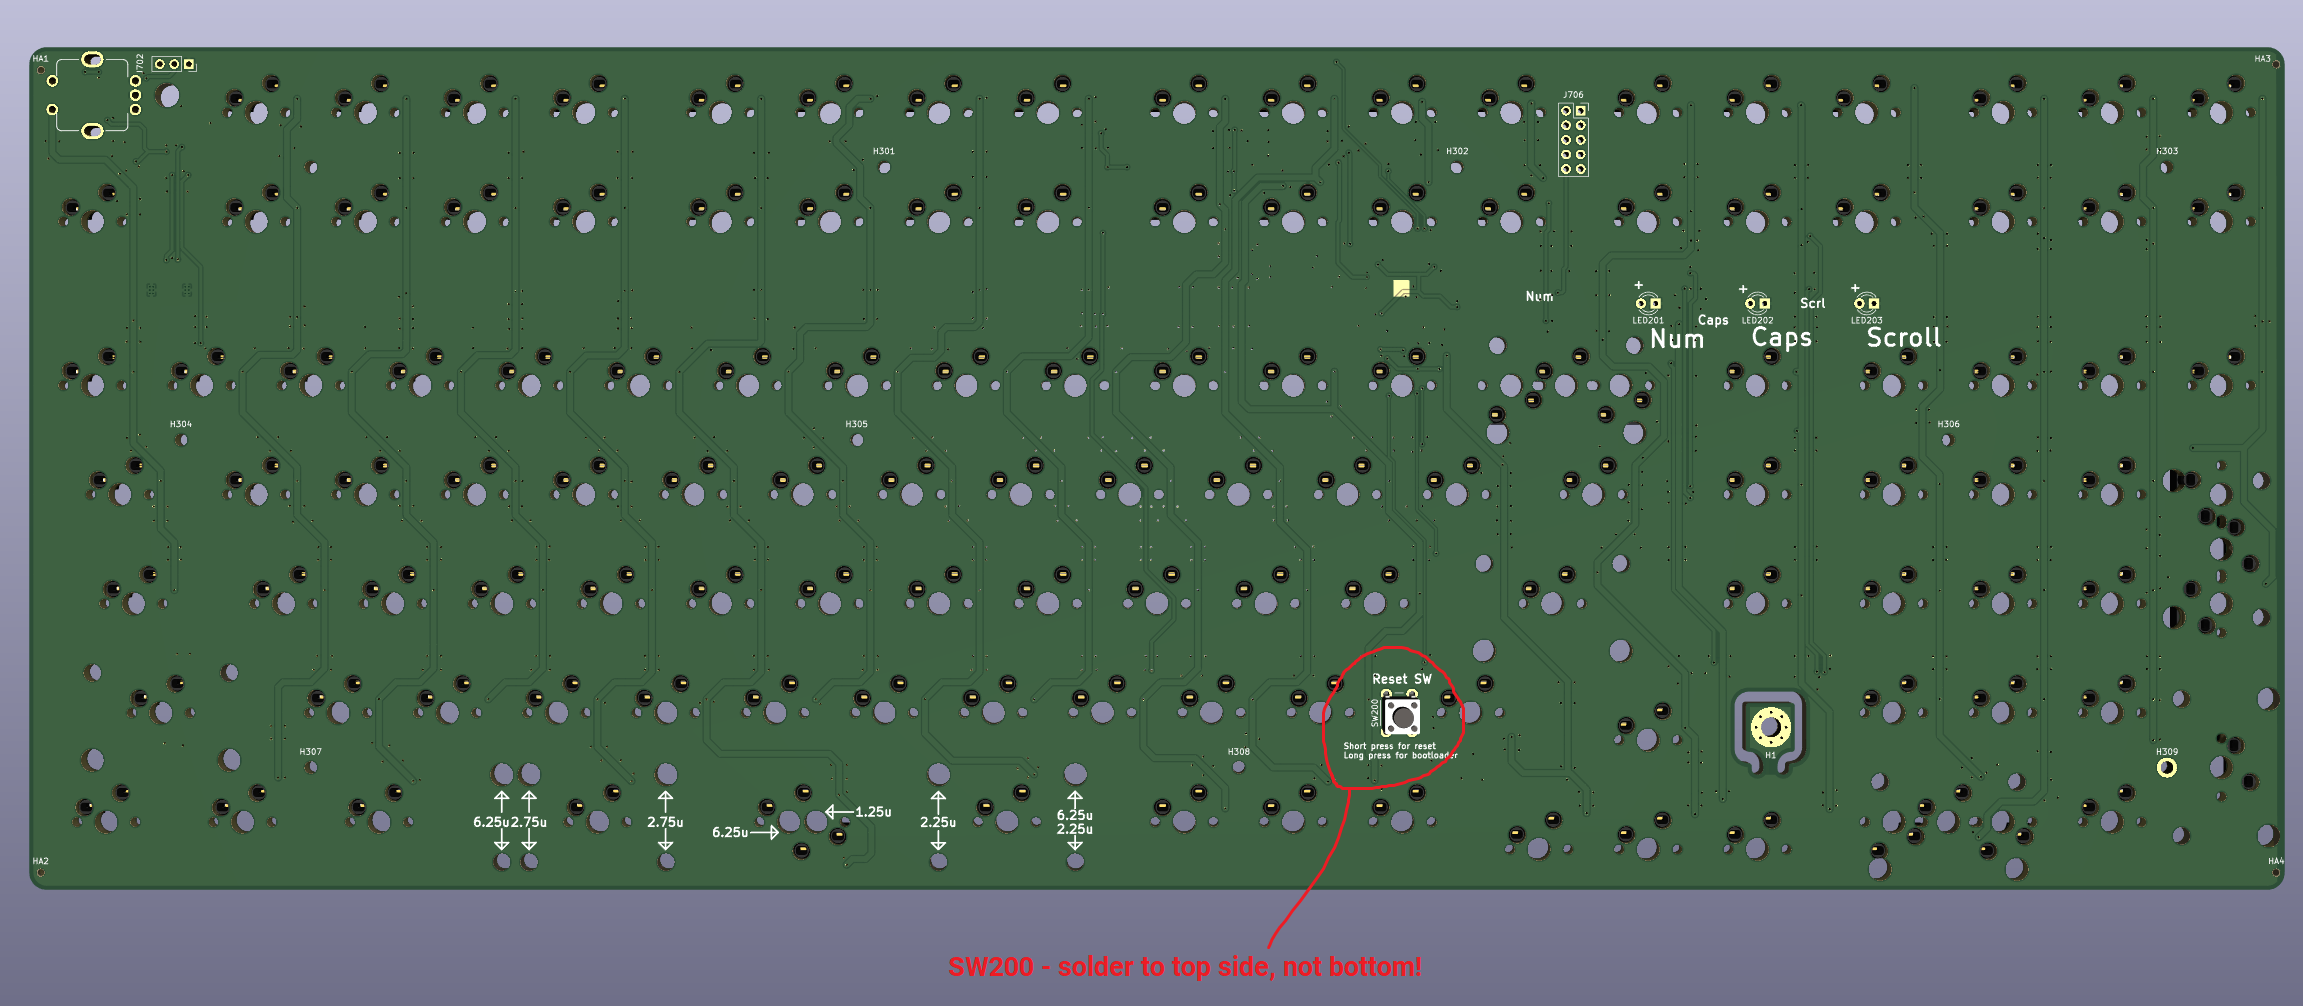 HA1
J702
HA3
J706
H301
H302
H303
Num
Caps
Scrl
+
+
+
LED201
LED202
LED203
Num
Caps
Scroll
H304
H305
H306
Reset SW
SW200
Short press for reset
Long press for bootloader
H307
H308
H1
H309
6.25u
2.75u
2.75u
6.25u
1.25u
2.25u
6.25u
2.25u
HA2
HA4
SW200 - solder to top side, not bottom!